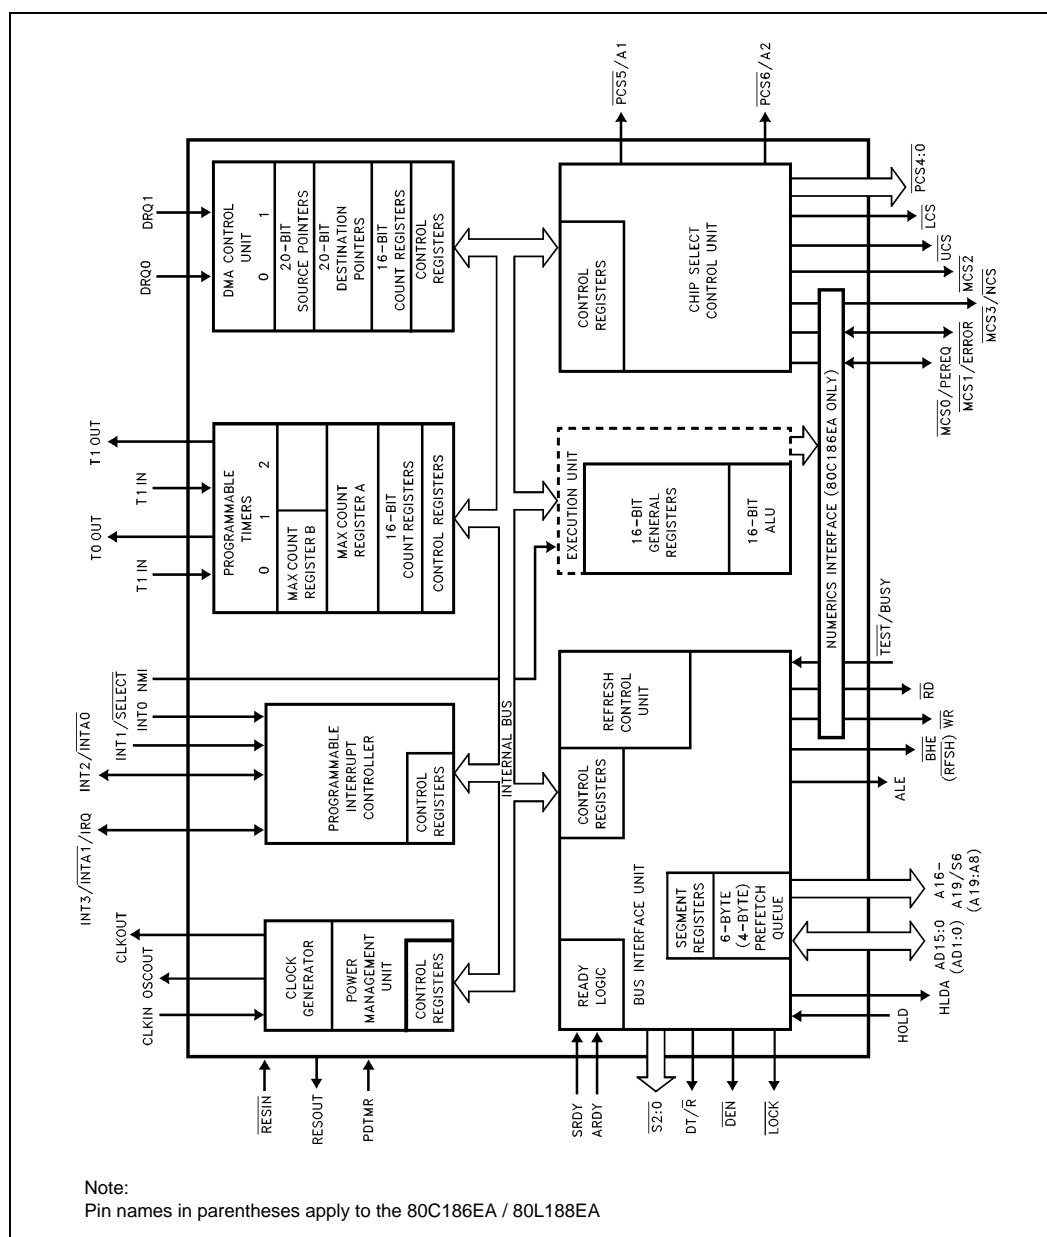 PCS5/A1
PCS6/A2
DRQ1
DRQ0
DMA CONTROL
UNIT
0 1
20-BIT
SOURCE POINTERS
20-BIT
DESTINATION
POINTERS
16-BIT
COUNT REGISTERS
CONTROL
REGISTERS
CONTROL
REGISTERS
CHIP SELECT
CONTROL UNIT
PCS4:0
LCS
UCS
MCS2
MCS3/NCS
MCS1/ERROR
MCS0/PEREQ
T1 OUT
T1 IN
T0 OUT
T1 IN
PROGRAMMABLE
TIMERS
0 1 2
MAX COUNT
REGISTER B
MAX COUNT
REGISTER A
16-BIT
COUNT REGISTERS
CONTROL REGISTERS
EXECUTION UNIT
16-BIT
GENERAL
REGISTERS
16-BIT
ALU
NUMERICS INTERFACE (80C186EA ONLY)
INT0 NMI
INT1/SELECT
INT2/INTA0
INT3/INTA1/IRQ
PROGRAMMABLE
INTERRUPT
CONTROLLER
CONTROL
REGISTERS
INTERNAL BUS
REFRESH
CONTROL
UNIT
CONTROL
REGISTERS
BUS INTERFACE UNIT
SEGMENT
REGISTERS
6-BYTE
(4-BYTE)
PREFETCH
QUEUE
READY
LOGIC
TEST/BUSY
RD
WR
BHE
(RFSH)
ALE
A16-
A19/S6
(A19:A8)
AD15:0
(AD1:0)
HLDA
HOLD
CLKOUT
OSCOUT
CLKIN
CLOCK
GENERATOR
POWER
MANAGEMENT
UNIT
CONTROL
REGISTERS
RESIN
RESOUT
PDTMR
SRDY
ARDY
S2:0
DT/R
DEN
LOCK
Note:
Pin names in parentheses apply to the 80C186EA / 80L188EA